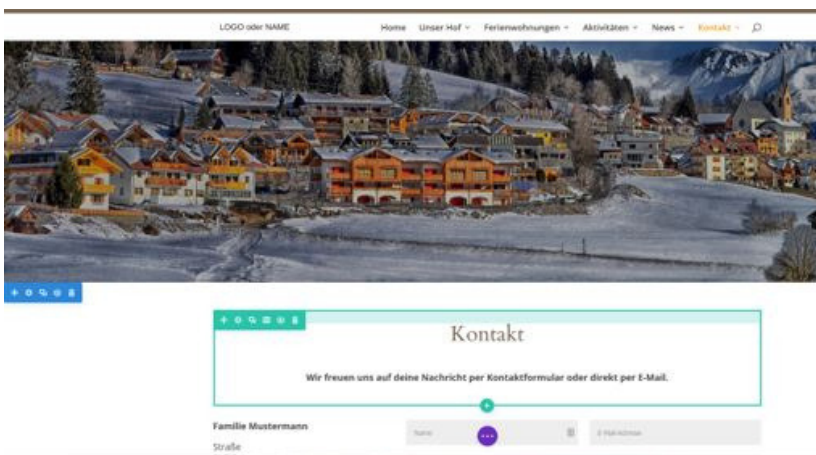 LOGO oder NAME
Home Unser Hof Ferienwohnungen Aktivitäten News Kontakt
Kontakt
Wir freuen uns auf deine Nachricht per Kontaktformular oder direkt per E-Mail.
Familie Mustermann
Name E-Mail-Adresse
Straße